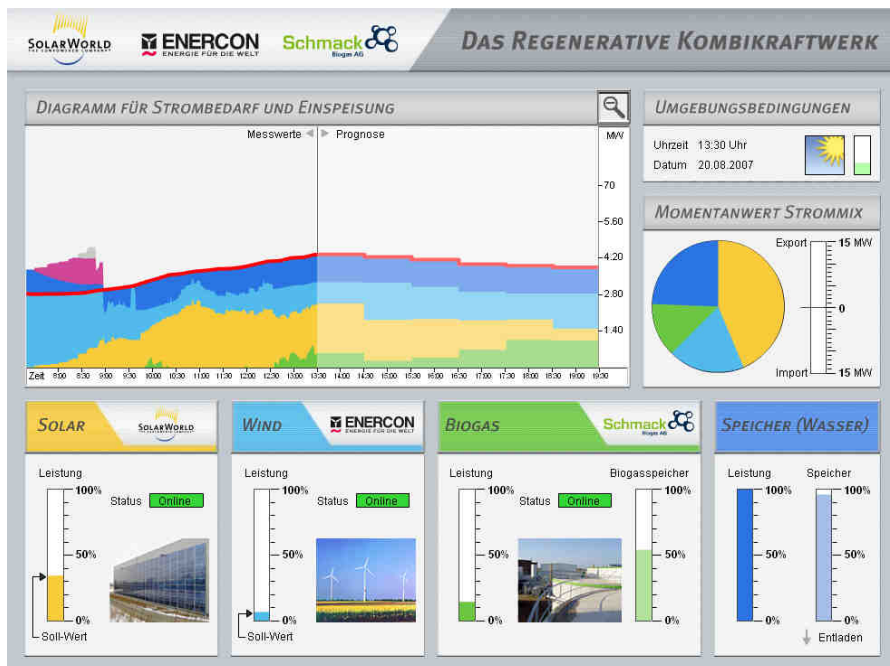 SOLARWORLD
THE SUNPOWERED COMPANY
ENERCON
ENERGIE FÜR DIE WELT
Schmack
Biogas AG
DAS REGENERATIVE KOMBIKRAFTWERK
DIAGRAMM FÜR STROMBEDARF UND EINSPEISUNG
Messwerte
Prognose
MW
70
5.60
4.20
2.80
1.40
Zeit 8:00 8:30 9:00 9:30 10:00 10:30 11:00 11:30 12:00 12:30 13:00 13:30 14:00 14:30 15:00 15:30 16:00 16:30 17:00 17:30 18:00 18:30 19:00 19:30
UMGEBUNGSBEDINGUNGEN
Uhrzeit 13:30 Uhr
Datum 20.08.2007
MOMENTANWERT STROMMIX
Export
15 MW
0
Import
15 MW
SOLAR
SOLARWORLD
Leistung
100%
Status Online
50%
0%
Soll-Wert
WIND
ENERCON
ENERGIE FÜR DIE WELT
Leistung
100%
Status Online
50%
0%
Soll-Wert
BIOGAS
Schmack
Biogas AG
Leistung
Biogasspeicher
100%
Status Online
100%
50%
50%
0%
0%
SPEICHER (WASSER)
Leistung
Speicher
100%
100%
50%
50%
0%
0%
Entladen